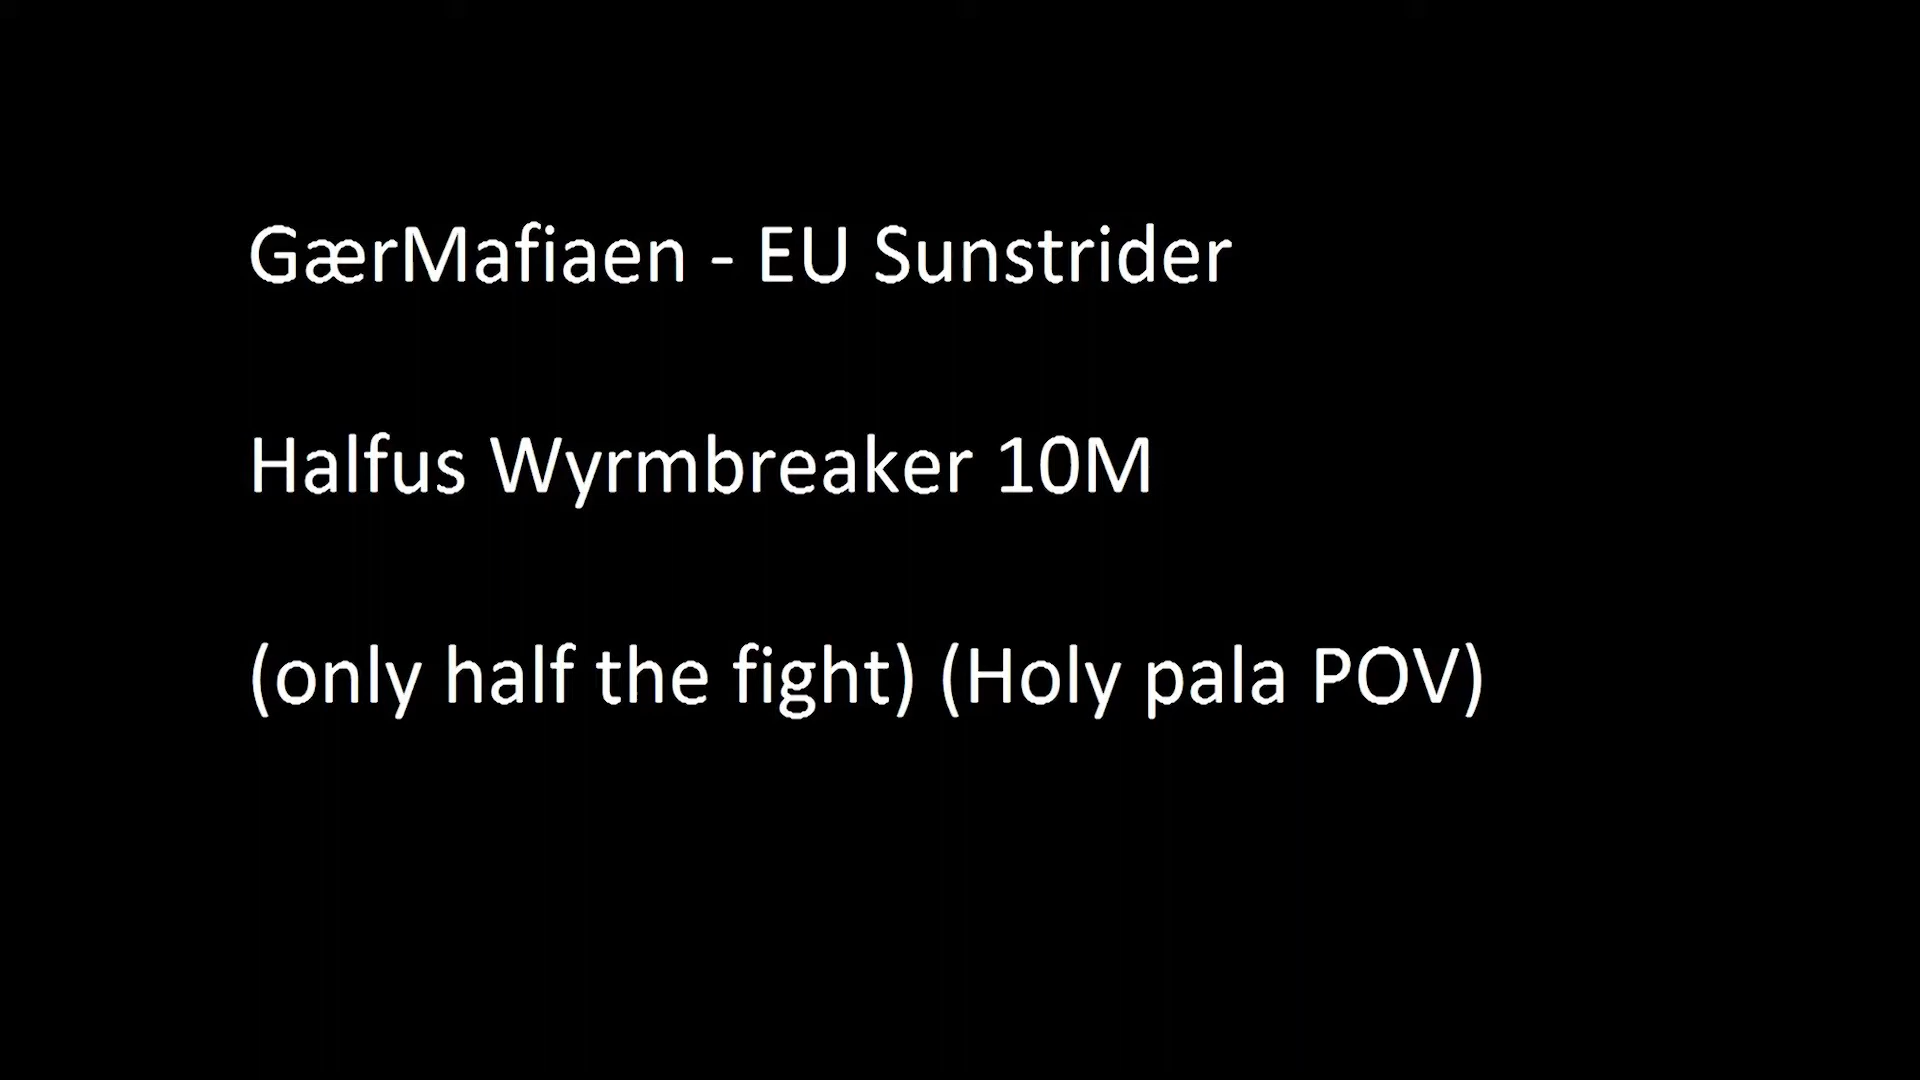 GærMafiaen - EU Sunstrider
Halfus Wyrmbreaker 10M
(only half the fight) (Holy pala POV)